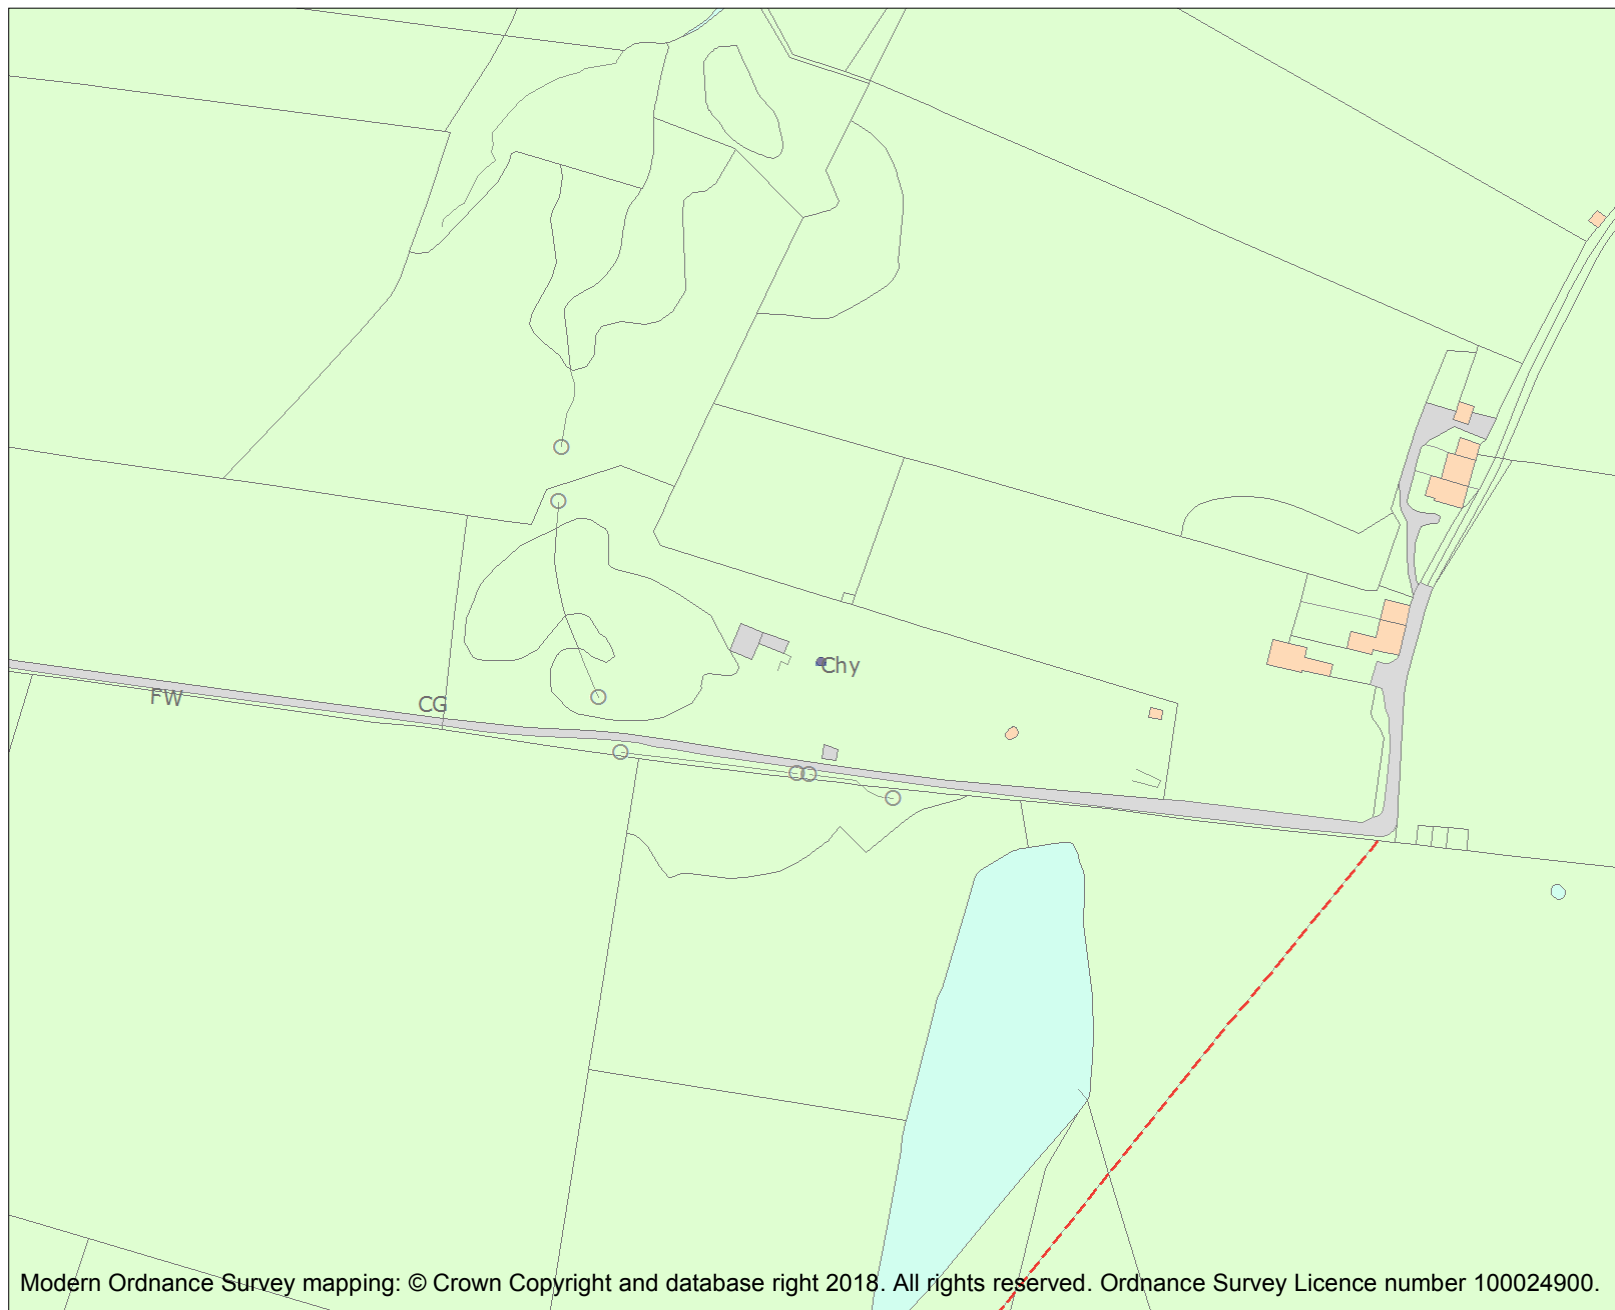 Chy
FW
CG
Modern Ordnance Survey mapping: © Crown Copyright and database right 2018. All rights reserved. Ordnance Survey Licence number 100024900.